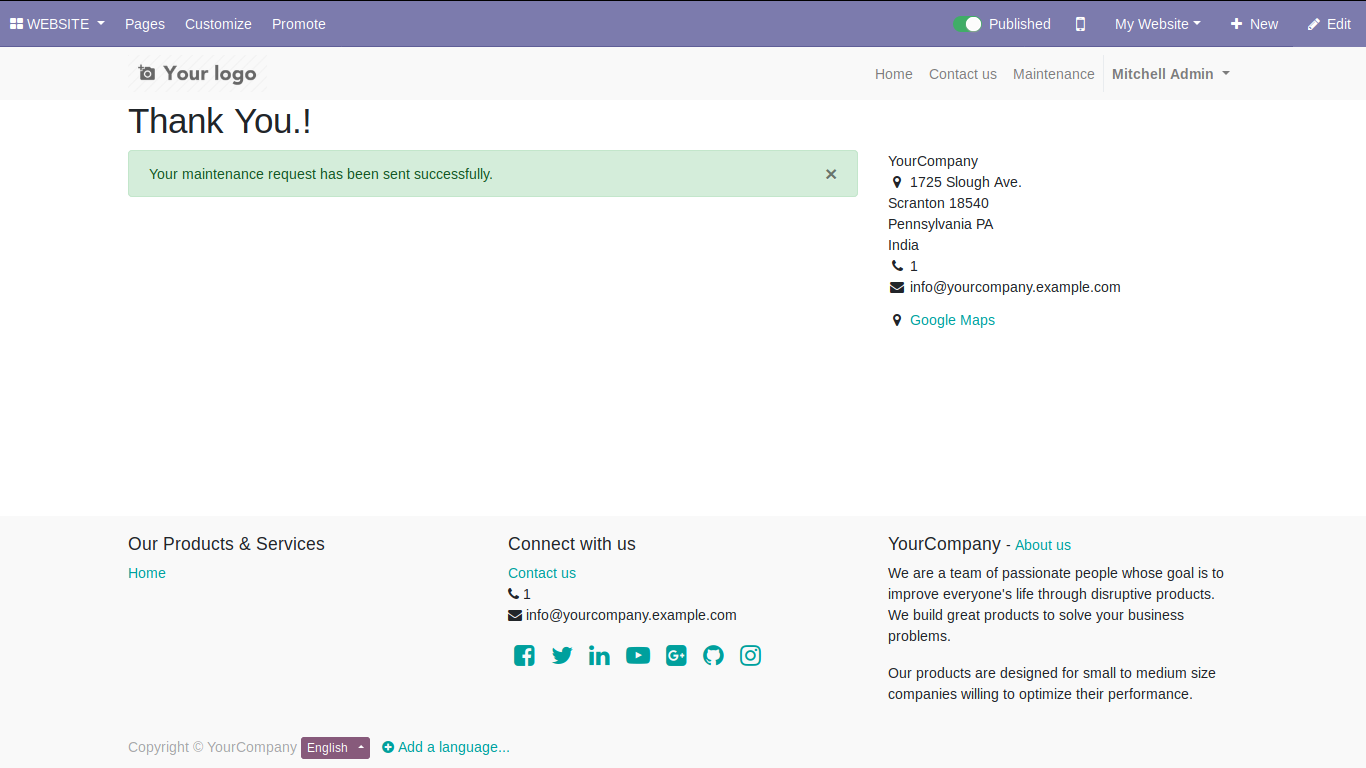 WEBSITE Pages Customize Promote Published My Website New Edit
Your logo Home Contact us Maintenance Mitchell Admin
Thank You.!
Your maintenance request has been sent successfully. ×
YourCompany
1725 Slough Ave.
Scranton 18540
Pennsylvania PA
India
1
info@yourcompany.example.com
Google Maps
Our Products & Services
Home
Connect with us
Contact us
1
info@yourcompany.example.com
YourCompany - About us
We are a team of passionate people whose goal is to
improve everyone's life through disruptive products.
We build great products to solve your business
problems.
Our products are designed for small to medium size
companies willing to optimize their performance.
Copyright © YourCompany English Add a language...